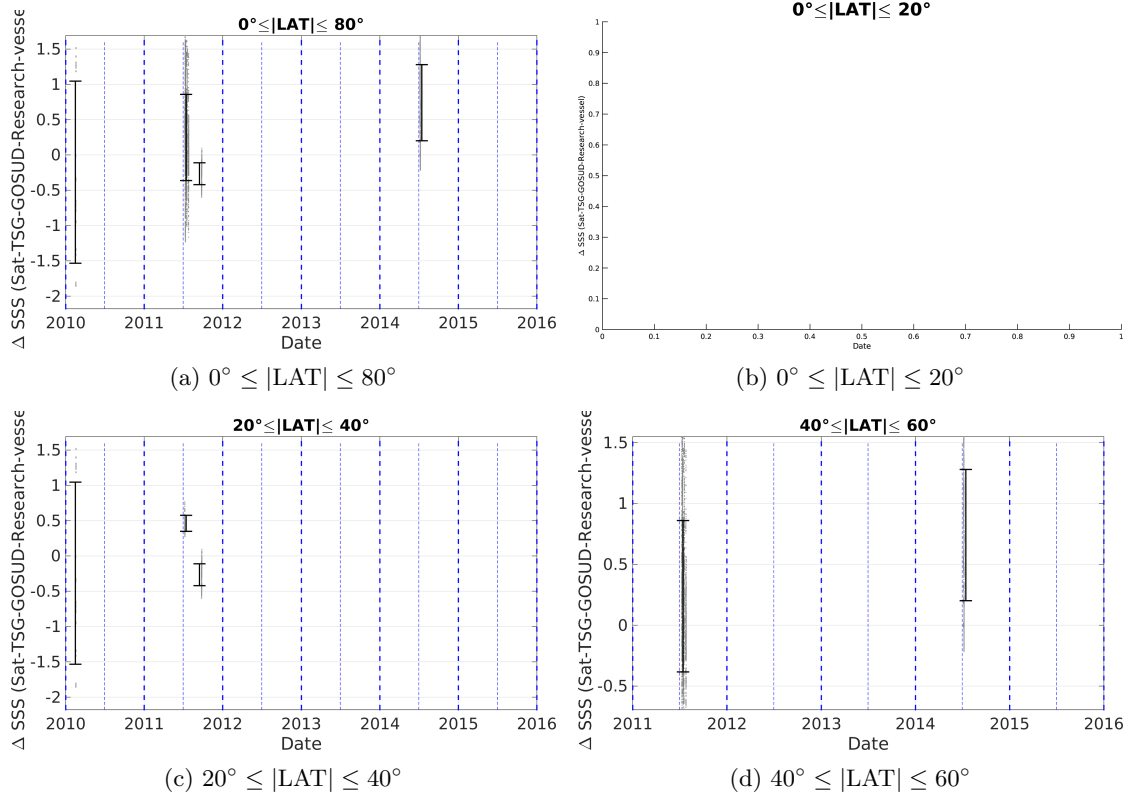 0°≤|LAT|≤ 80°
Δ SSS (Sat-TSG-GOSUD-Research-vesse
1.5
1
0.5
0
-0.5
-1
-1.5
-2
2010 2011 2012 2013 2014 2015 2016
Date
(a) 0° ≤ |LAT| ≤ 80°
0°≤|LAT|≤ 20°
Δ SSS (Sat-TSG-GOSUD-Research-vessel)
1
0.9
0.8
0.7
0.6
0.5
0.4
0.3
0.2
0.1
0
0 0.1 0.2 0.3 0.4 0.5 0.6 0.7 0.8 0.9 1
Date
(b) 0° ≤ |LAT| ≤ 20°
20°≤|LAT|≤ 40°
Δ SSS (Sat-TSG-GOSUD-Research-vesse
1.5
1
0.5
0
-0.5
-1
-1.5
-2
2010 2011 2012 2013 2014 2015 2016
Date
(c) 20° ≤ |LAT| ≤ 40°
40°≤|LAT|≤ 60°
Δ SSS (Sat-TSG-GOSUD-Research-vesse
1.5
1
0.5
0
-0.5
2011 2012 2013 2014 2015 2016
Date
(d) 40° ≤ |LAT| ≤ 60°